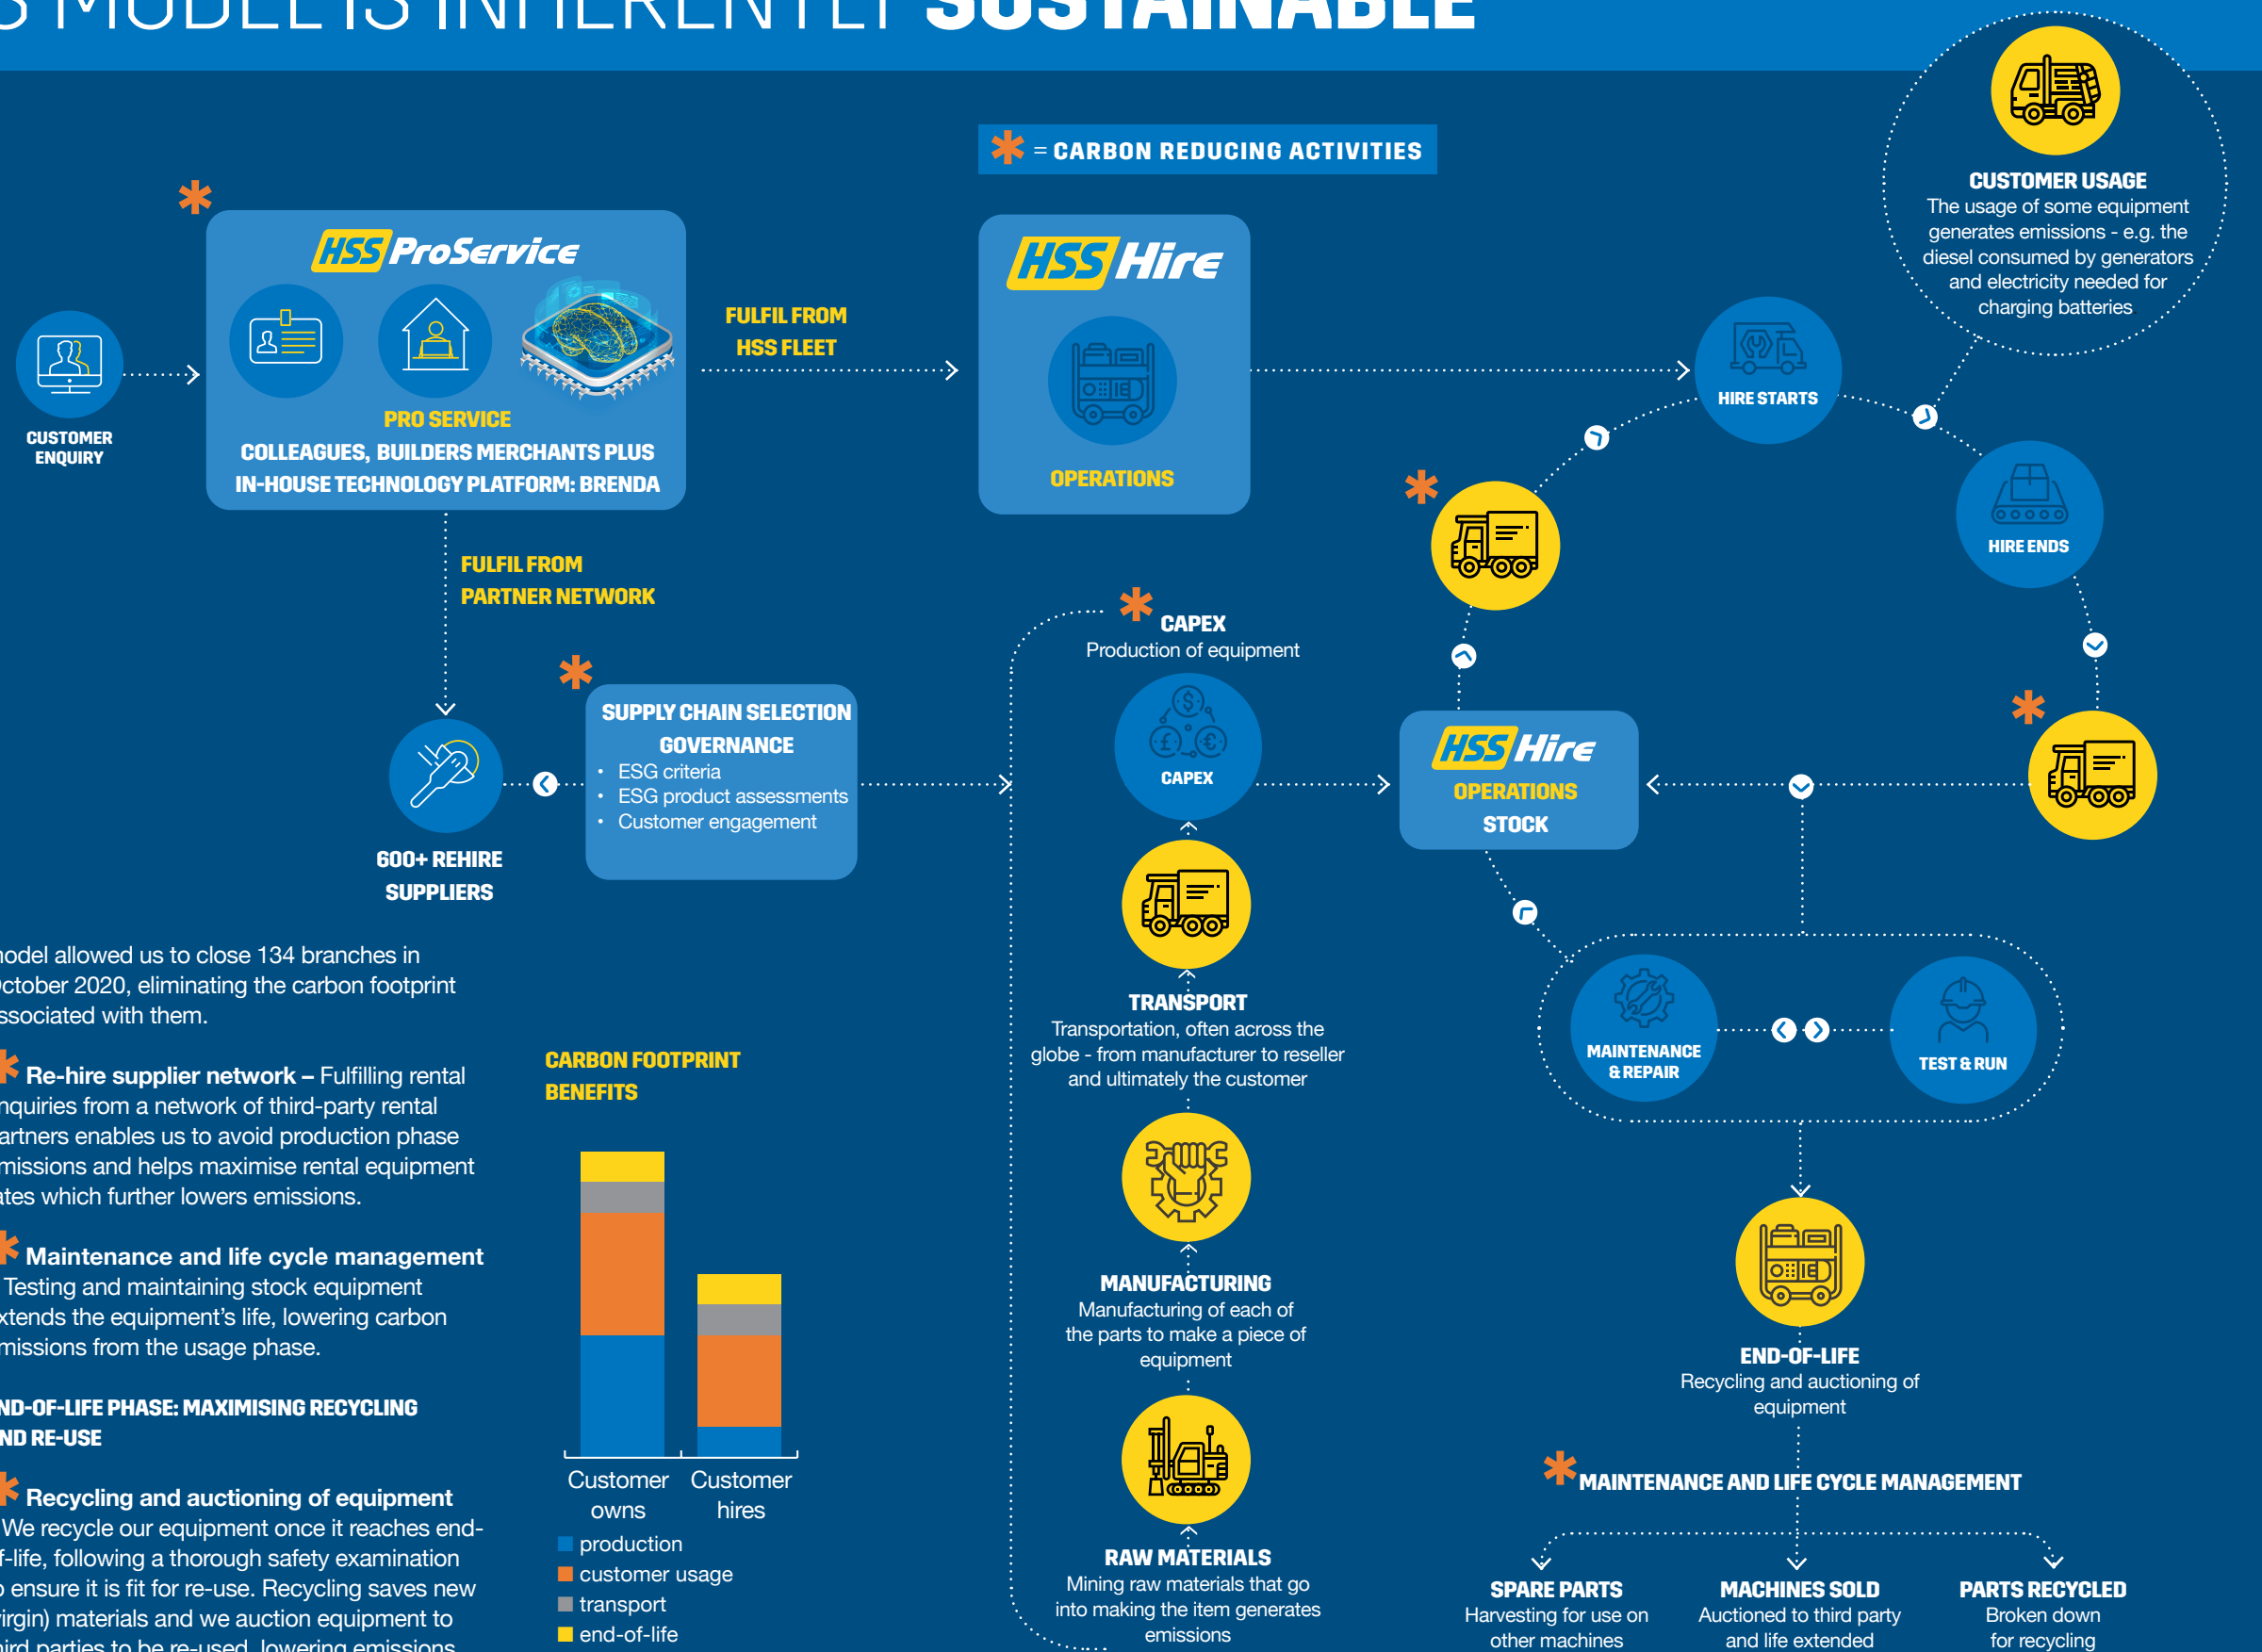 MODEL IS INHERENTLY SUSTAINABLE
* = CARBON REDUCING ACTIVITIES
CUSTOMER USAGE
The usage of some equipment
generates emissions - e.g. the
diesel consumed by generators
and electricity needed for
charging batteries
HSS ProService
PRO SERVICE
COLLEAGUES, BUILDERS MERCHANTS PLUS
IN-HOUSE TECHNOLOGY PLATFORM: BRENDA
CUSTOMER
ENQUIRY
FULFIL FROM
HSS FLEET
HSS Hire
OPERATIONS
HIRE STARTS
HIRE ENDS
FULFIL FROM
PARTNER NETWORK
600+ REHIRE
SUPPLIERS
SUPPLY CHAIN SELECTION
GOVERNANCE
• ESG criteria
• ESG product assessments
• Customer engagement
* CAPEX
Production of equipment
CAPEX
HSS Hire
OPERATIONS
STOCK
TRANSPORT
Transportation, often across the
globe - from manufacturer to reseller
and ultimately the customer
MANUFACTURING
Manufacturing of each of
the parts to make a piece of
equipment
RAW MATERIALS
Mining raw materials that go
into making the item generates
emissions
MAINTENANCE
& REPAIR
TEST & RUN
END-OF-LIFE
Recycling and auctioning of
equipment
* MAINTENANCE AND LIFE CYCLE MANAGEMENT
SPARE PARTS
Harvesting for use on
other machines
MACHINES SOLD
Auctioned to third party
and life extended
PARTS RECYCLED
Broken down
for recycling
odel allowed us to close 134 branches in
ctober 2020, eliminating the carbon footprint
ssociated with them.
* Re-hire supplier network – Fulfilling rental
nquiries from a network of third-party rental
artners enables us to avoid production phase
missions and helps maximise rental equipment
ates which further lowers emissions.
* Maintenance and life cycle management
Testing and maintaining stock equipment
xtends the equipment's life, lowering carbon
missions from the usage phase.
ND-OF-LIFE PHASE: MAXIMISING RECYCLING
ND RE-USE
* Recycling and auctioning of equipment
We recycle our equipment once it reaches end-
f-life, following a thorough safety examination
o ensure it is fit for re-use. Recycling saves new
virgin) materials and we auction equipment to
hird parties to be re-used, lowering emissions
CARBON FOOTPRINT
BENEFITS
Customer
owns
Customer
hires
production
customer usage
transport
end-of-life